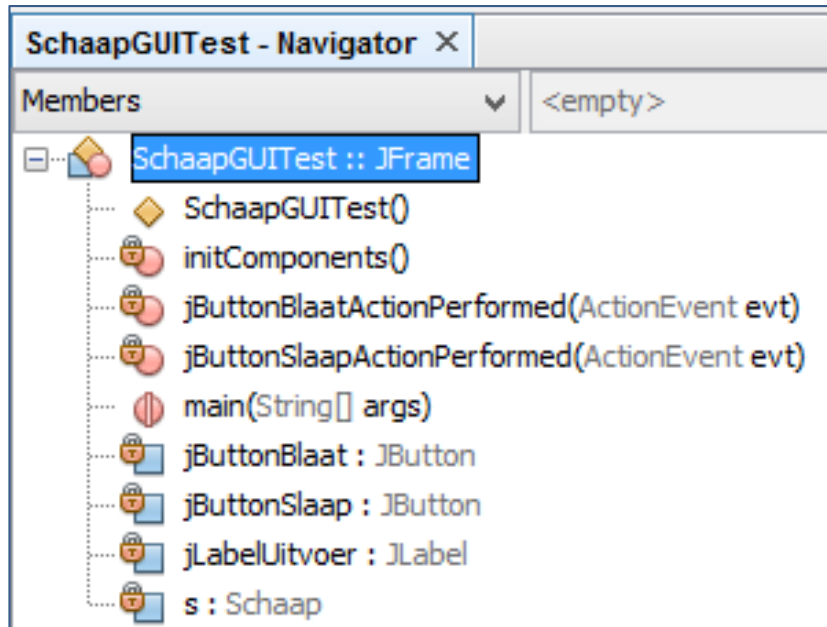 SchaapGUITest - Navigator ×
Members <empty>
SchaapGUITest :: JFrame
SchaapGUITest()
initComponents()
jButtonBlaatActionPerformed(ActionEvent evt)
jButtonSlaapActionPerformed(ActionEvent evt)
main(String[] args)
jButtonBlaat : JButton
jButtonSlaap : JButton
jLabelUitvoer : JLabel
s : Schaap